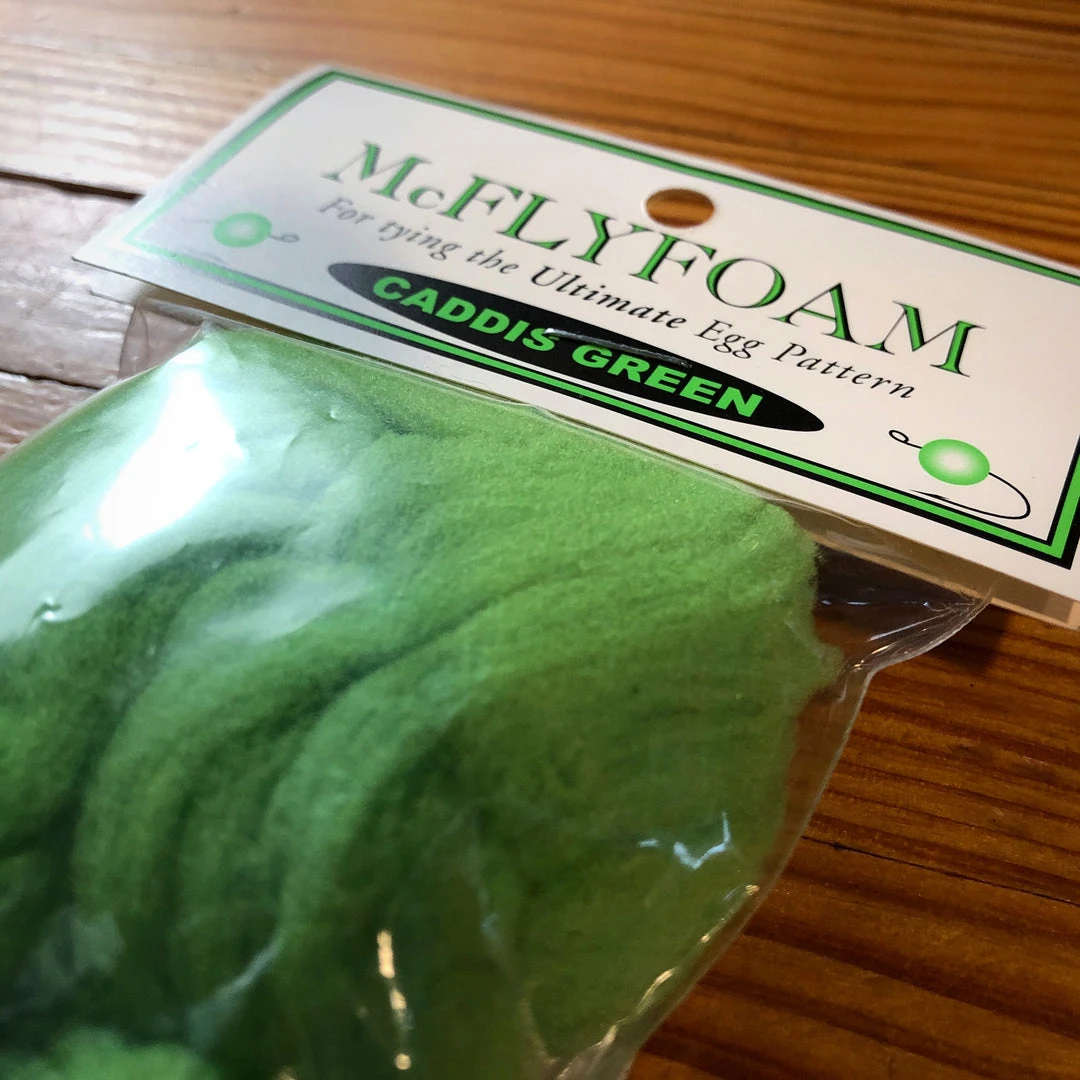 McFLYFOAM
For tying the Ultimate Egg Pattern
CADDIS GREEN